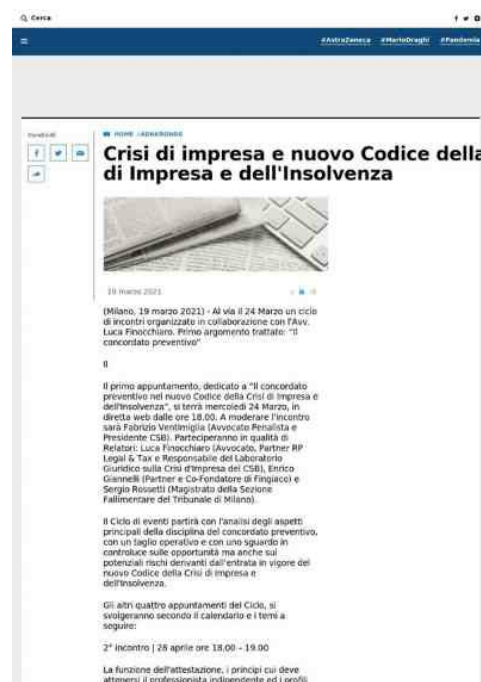 Cerca
#AstraZeneca #MarioDraghi #Pandemia
Condividi
HOME ADNKRONOS
Crisi di impresa e nuovo Codice della
di Impresa e dell'Insolvenza
19 marzo 2021
(Milano, 19 marzo 2021) - Al via il 24 Marzo un ciclo
di incontri organizzato in collaborazione con l'Avv.
Luca Finocchiaro. Primo argomento trattato: "Il
concordato preventivo"
Il
Il primo appuntamento, dedicato a "Il concordato
preventivo nel nuovo Codice della Crisi di Impresa e
dell'Insolvenza", si terrà mercoledì 24 Marzo, in
diretta web dalle ore 18.00. A moderare l'incontro
sarà Fabrizio Ventimiglia (Avvocato Penalista e
Presidente CSB). Parteciperanno in qualità di
Relatori: Luca Finocchiaro (Avvocato, Partner RP
Legal & Tax e Responsabile del Laboratorio
Giuridico sulla Crisi d'Impresa del CSB), Enrico
Giannelli (Partner e Co-Fondatore di Fingiaco) e
Sergio Rossetti (Magistrato della Sezione
Fallimentare del Tribunale di Milano).
Il Ciclo di eventi partirà con l'analisi degli aspetti
principali della disciplina del concordato preventivo,
con un taglio operativo e con uno sguardo in
controluce sulle opportunità ma anche sui
potenziali rischi derivanti dall'entrata in vigore del
nuovo Codice della Crisi di Impresa e
dell'Insolvenza.
Gli altri quattro appuntamenti del Ciclo, si
svolgeranno secondo il calendario e i temi a
seguire:
2° incontro | 28 aprile ore 18.00 - 19.00
La funzione dell'attestazione, i principi cui deve
attenersi il professionista indipendente ed i profili